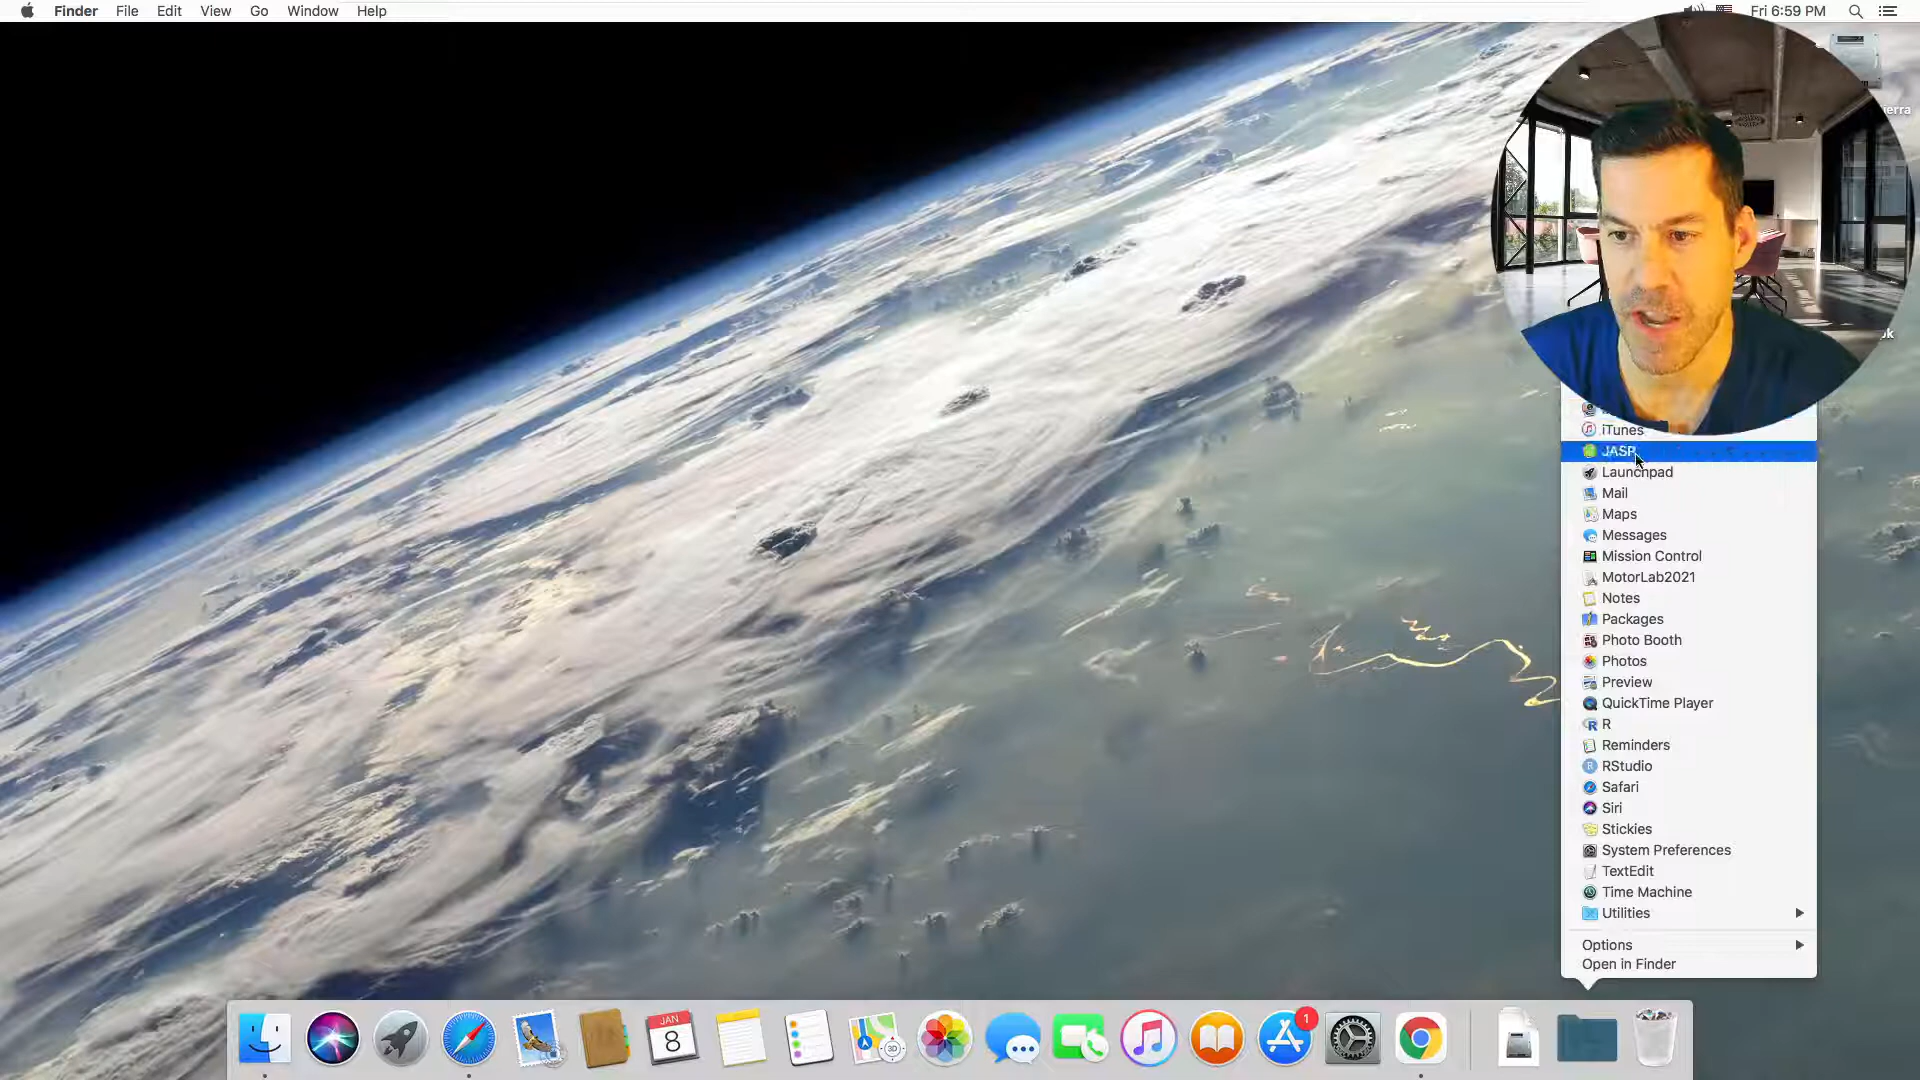 Finder File Edit View Go Window Help
Fri 6:59 PM
iTunes
JASP
Launchpad
Mail
Maps
Messages
Mission Control
MotorLab2021
Notes
Packages
Photo Booth
Photos
Preview
QuickTime Player
R
Reminders
RStudio
Safari
Siri
Stickies
System Preferences
TextEdit
Time Machine
Utilities
Options
Open in Finder
JAN
8
3D
1